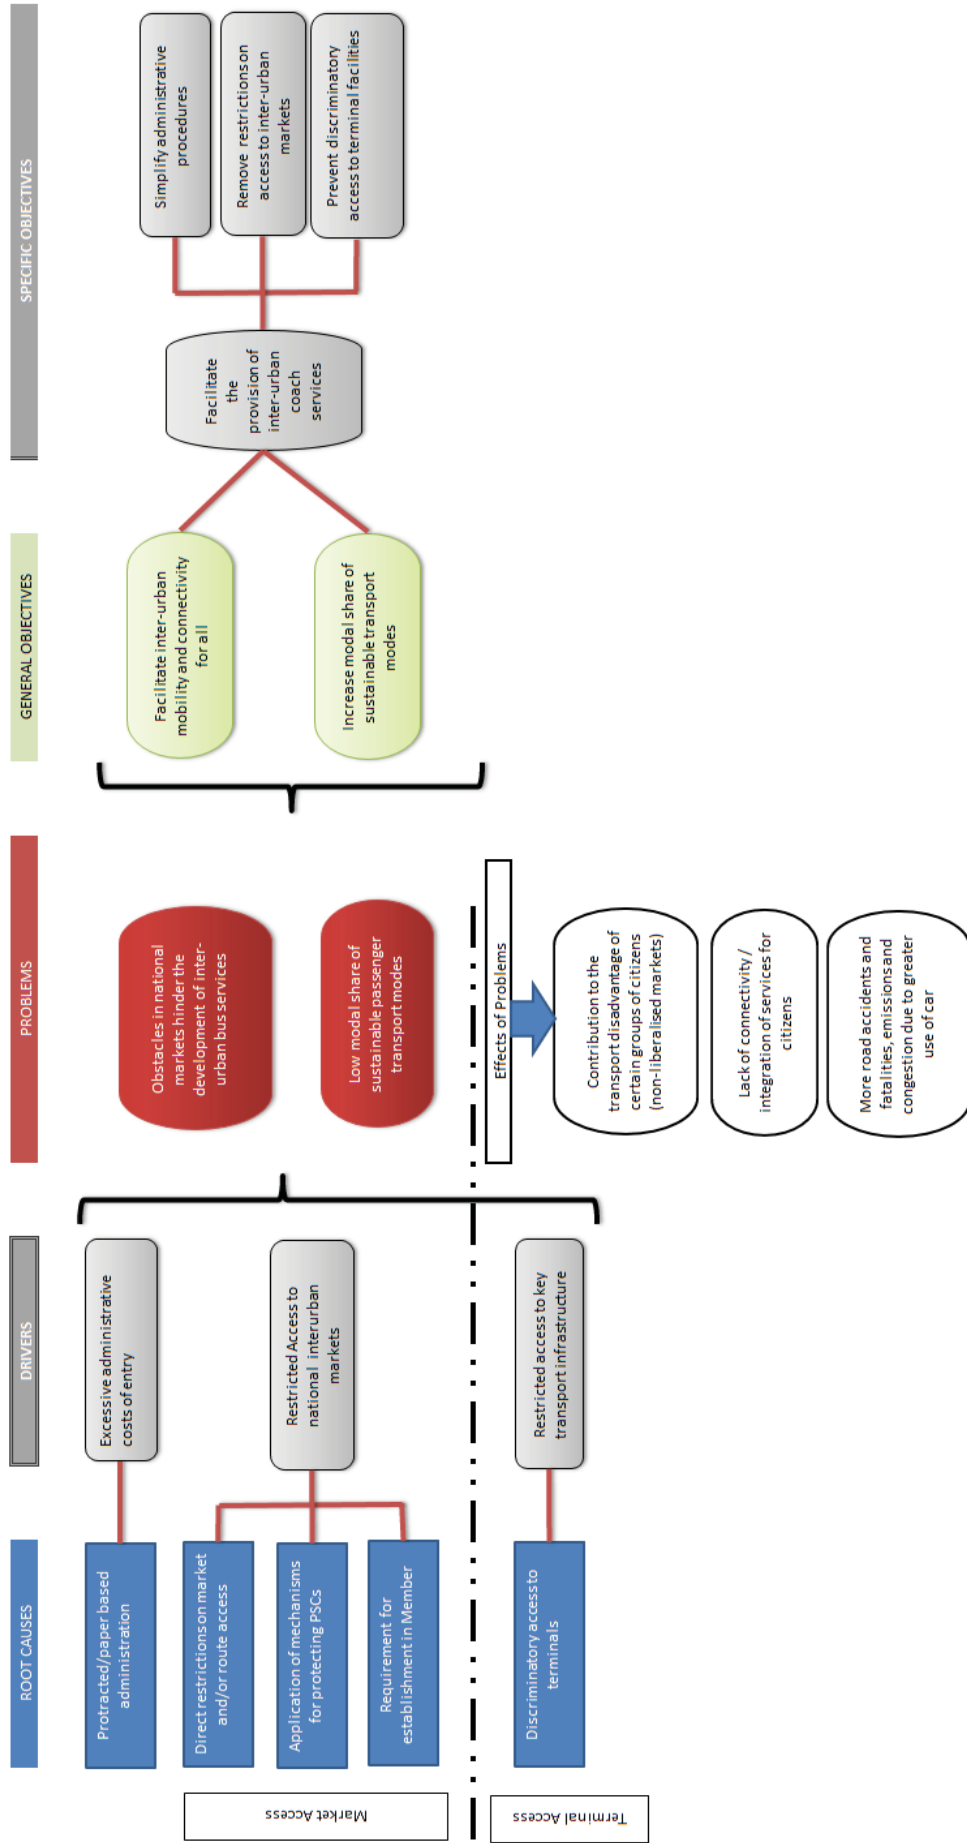 ROOT CAUSES
DRIVERS
PROBLEMS
GENERAL OBJECTIVES
SPECIFIC OBJECTIVES
Market Access
Protracted/paper based
administration
Direct restrictions on market
and/or route access
Application of mechanisms
for protecting PSCs
Requirement for
establishment in Member
Terminal Access
Discriminatory access to
terminals
Excessive administrative
costs of entry
Restricted Access to
national interurban
markets
Restricted access to key
transport infrastructure
Obstacles in national
markets hinder the
development of inter-
urban bus services
Low modal share of
sustainable passenger
transport modes
Effects of Problems
Contribution to the
transport disadvantage of
certain groups of citizens
(non-liberalised markets)
Lack of connectivity /
integration of services for
citizens
More road accidents and
fatalities, emissions and
congestion due to greater
use of car
Facilitate inter-urban
mobility and connectivity
for all
Increase modal share of
sustainable transport
modes
Facilitate
the
provision of
inter-urban
coach
services
Simplify administrative
procedures
Remove restrictions on
access to inter-urban
markets
Prevent discriminatory
access to terminal facilities